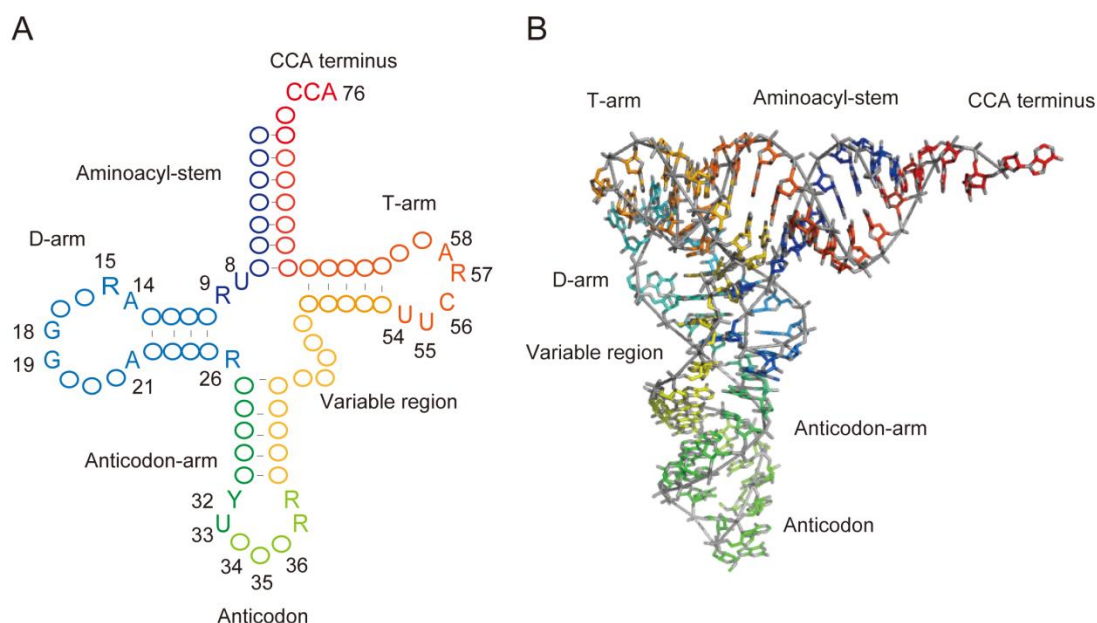 A
B
CCA terminus
CCA 76
Aminoacyl-stem
T-arm
D-arm
15
14
R
A
9
8
R
U
58
A
R
57
C
56
U
U
54
55
18
G
19
G
A
21
R
26
Variable region
Anticodon-arm
32
Y
R
33
U
R
34
35
36
Anticodon
T-arm
Aminoacyl-stem
CCA terminus
D-arm
Variable region
Anticodon-arm
Anticodon